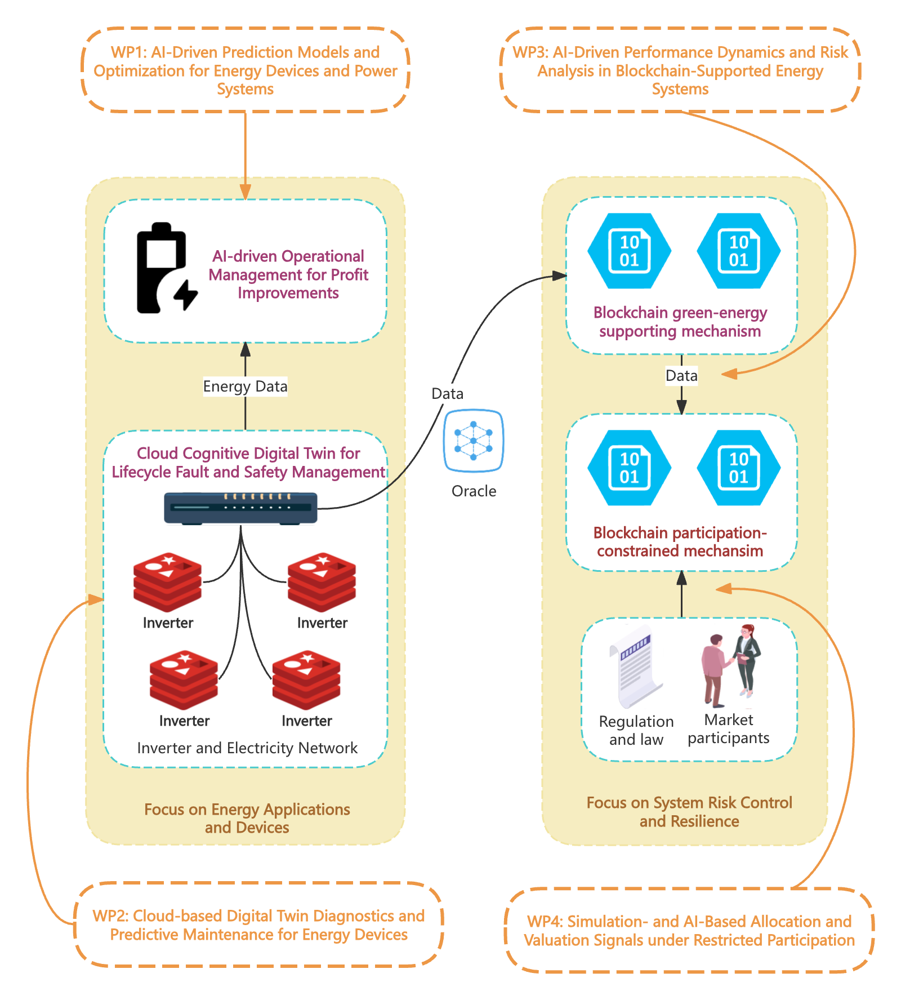 WP1: AI-Driven Prediction Models and
Optimization for Energy Devices and Power
Systems
WP3: AI-Driven Performance Dynamics and Risk
Analysis in Blockchain-Supported Energy
Systems
AI-driven Operational
Management for Profit
Improvements
Energy Data
Cloud Cognitive Digital Twin for
Lifecycle Fault and Safety Management
Inverter
Inverter
Inverter
Inverter
Inverter and Electricity Network
Focus on Energy Applications
and Devices
Data
Oracle
10
01
10
01
Blockchain green-energy
supporting mechanism
Data
10
01
10
01
Blockchain participation-
constrained mechansim
Regulation
and law
Market
participants
Focus on System Risk Control
and Resilience
WP2: Cloud-based Digital Twin Diagnostics and
Predictive Maintenance for Energy Devices
WP4: Simulation- and AI-Based Allocation and
Valuation Signals under Restricted Participation